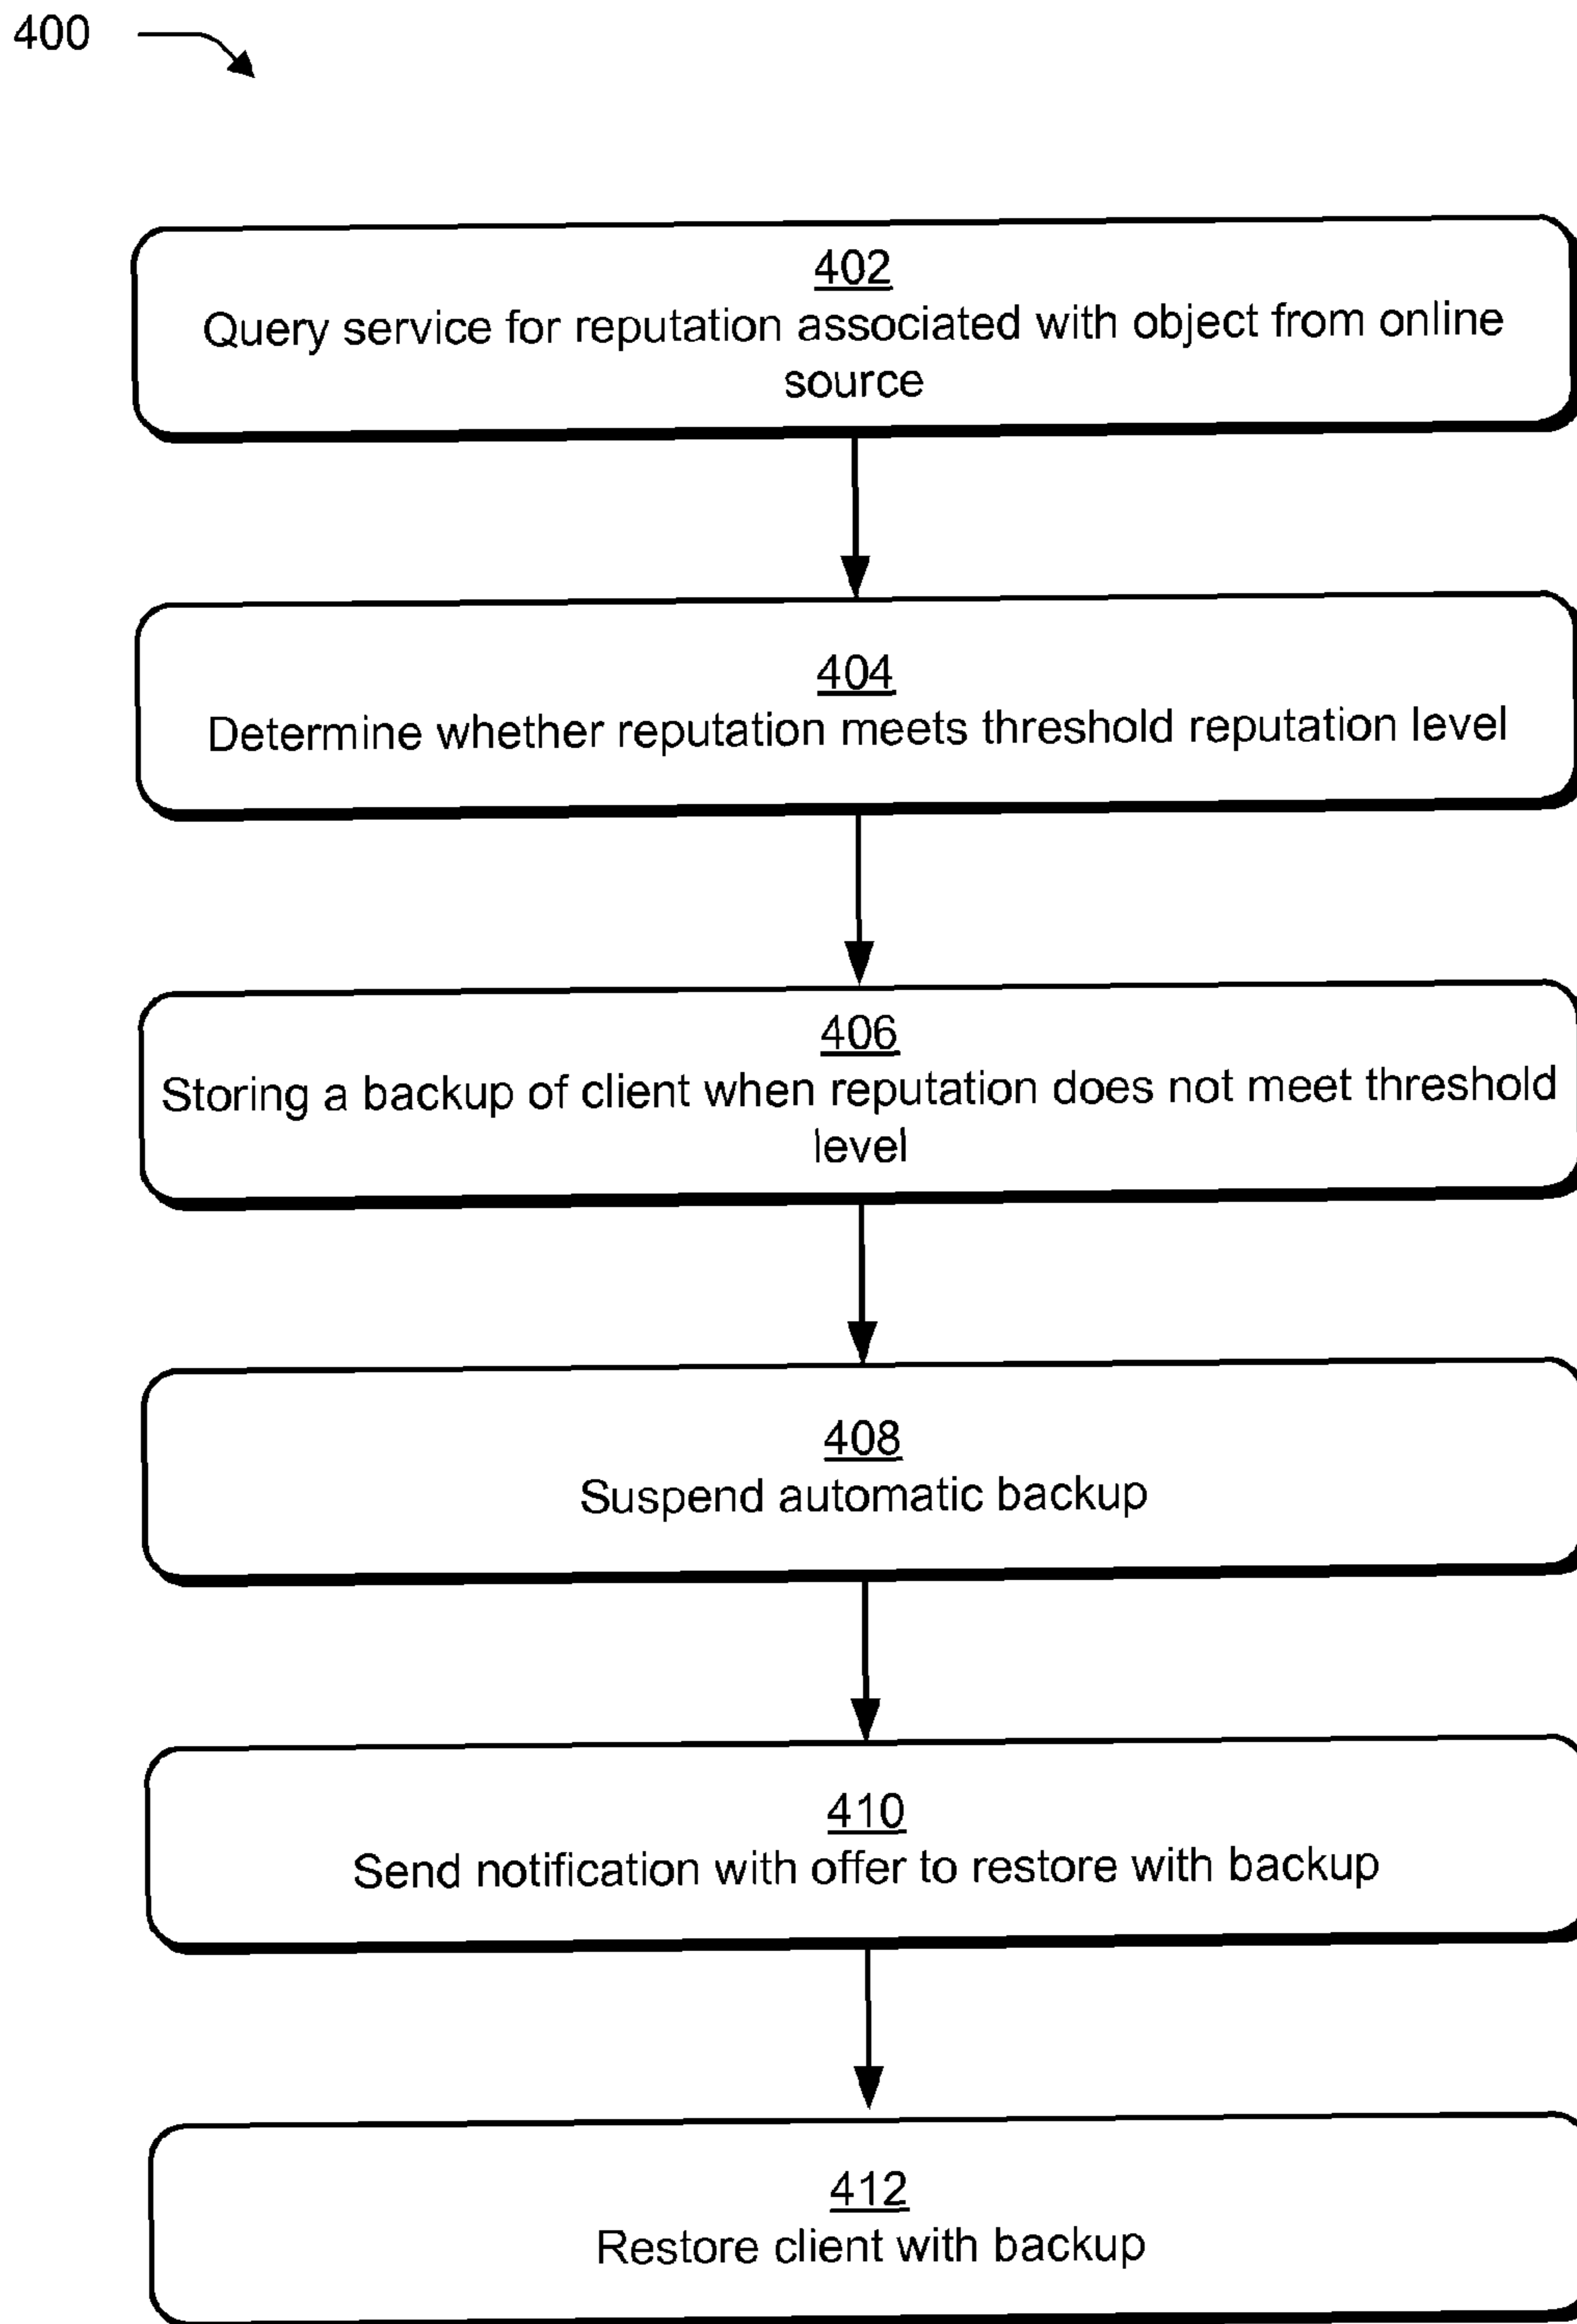 400
402
Query service for reputation associated with object from online
source
404
Determine whether reputation meets threshold reputation level
406
Storing a backup of client when reputation does not meet threshold
level
408
Suspend automatic backup
410
Send notification with offer to restore with backup
412
Restore client with backup